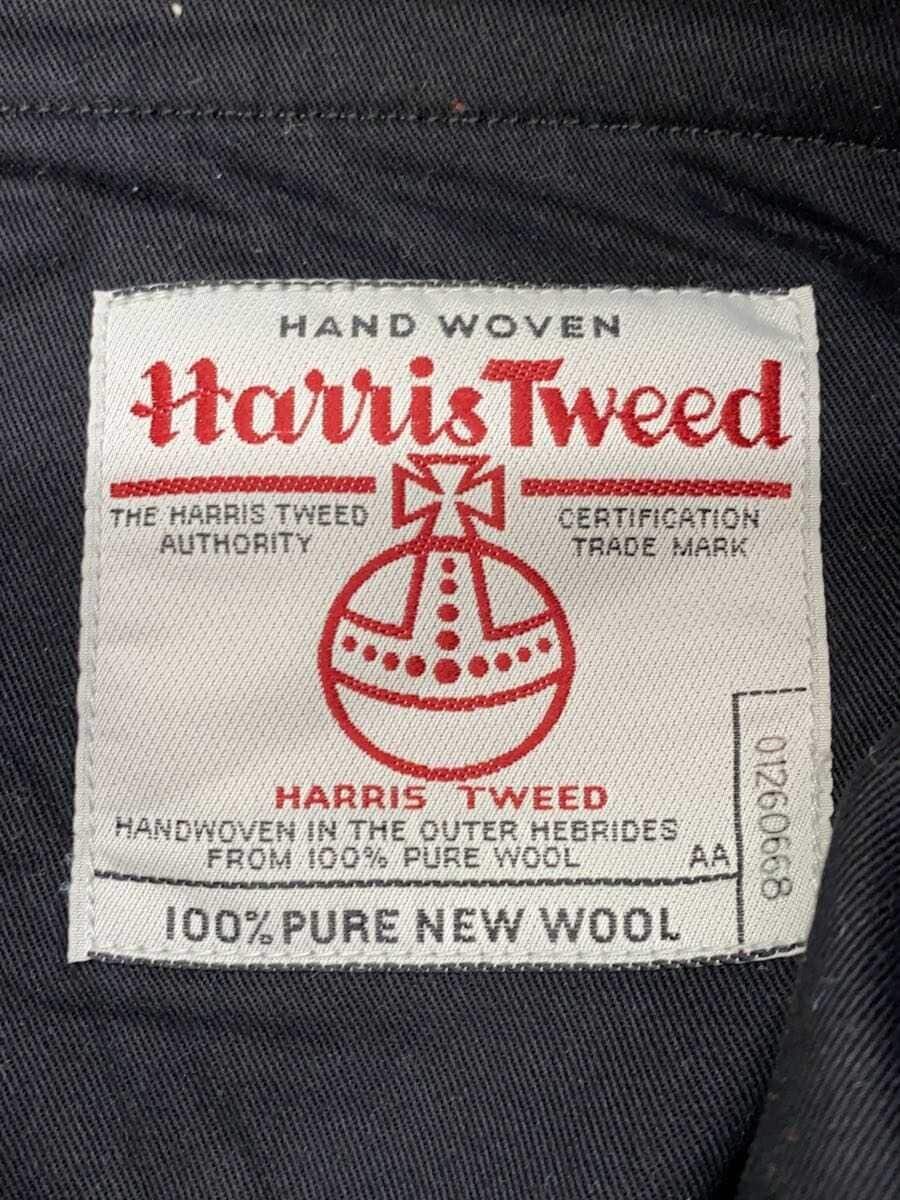 HAND WOVEN
Harris Tweed
THE HARRIS TWEED
AUTHORITY
CERTIFICATION
TRADE MARK
HARRIS TWEED
HANDWOVEN IN THE OUTER HEBRIDES
FROM 100% PURE WOOL
AA
01260668
100% PURE NEW WOOL